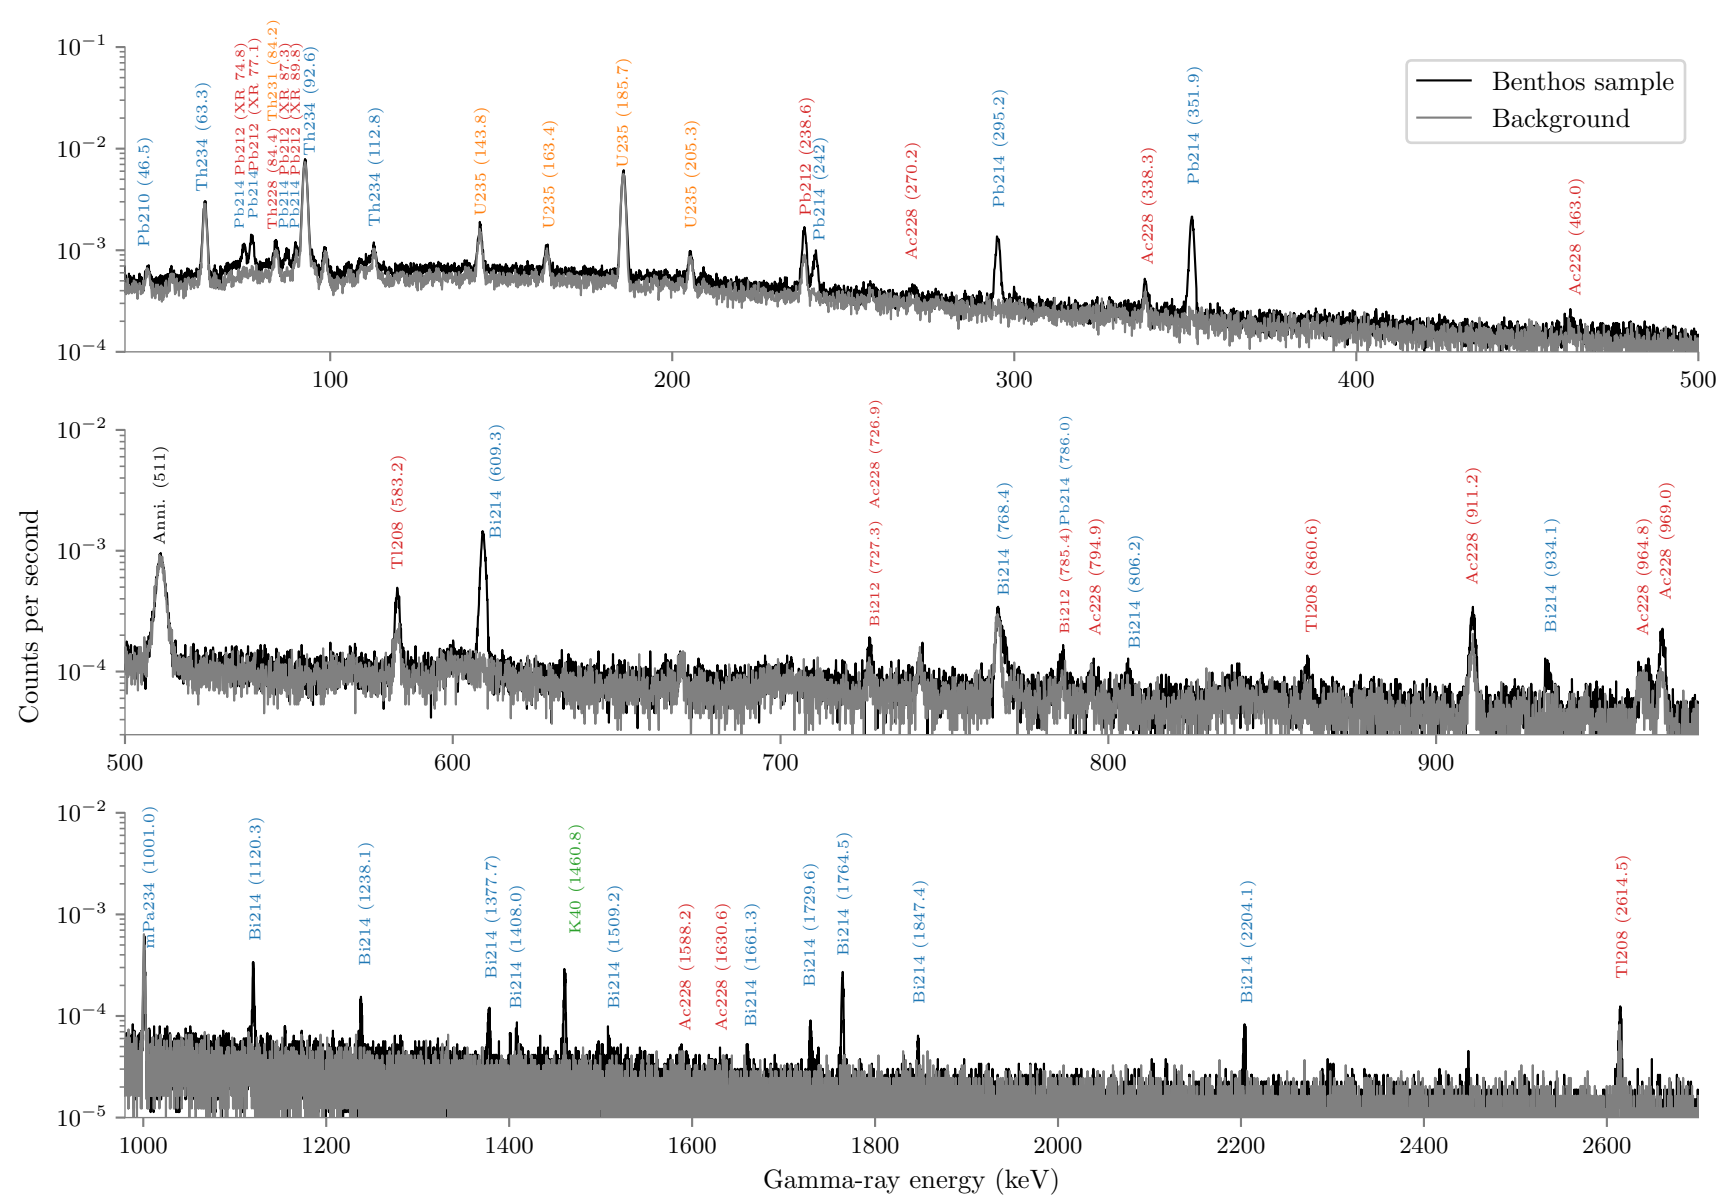 Benthos sample
Background
Pb210 (46.5)
Th234 (63.3)
Pb214 Pb212 (XR 74.8)
Pb214 Pb212 (XR 77.1)
Th228 (84.4) Th231 (84.2)
Pb214 Pb212 (XR 87.3)
Pb214 Pb212 (XR 89.8)
Th234 (92.6)
Th234 (112.8)
U235 (143.8)
U235 (163.4)
U235 (185.7)
U235 (205.3)
Pb212 (238.6)
Pb214 (242)
Ac228 (270.2)
Pb214 (295.2)
Ac228 (338.3)
Pb214 (351.9)
Ac228 (463.0)
10⁻¹
10⁻²
10⁻³
10⁻⁴
100 200 300 400 500
Anni. (511)
Tl208 (583.2)
Bi214 (609.3)
Bi212 (727.3) Ac228 (726.9)
Bi214 (768.4)
Bi212 (785.4) Pb214 (786.0)
Ac228 (794.9)
Bi214 (806.2)
Tl208 (860.6)
Ac228 (911.2)
Bi214 (934.1)
Ac228 (964.8)
Ac228 (969.0)
10⁻²
10⁻³
10⁻⁴
500 600 700 800 900
Counts per second
mPa234 (1001.0)
Bi214 (1120.3)
Bi214 (1238.1)
Bi214 (1377.7)
Bi214 (1408.0)
K40 (1460.8)
Bi214 (1509.2)
Ac228 (1588.2)
Ac228 (1630.6)
Bi214 (1661.3)
Bi214 (1729.6)
Bi214 (1764.5)
Bi214 (1847.4)
Bi214 (2204.1)
Tl208 (2614.5)
10⁻²
10⁻³
10⁻⁴
10⁻⁵
1000 1200 1400 1600 1800 2000 2200 2400 2600
Gamma-ray energy (keV)